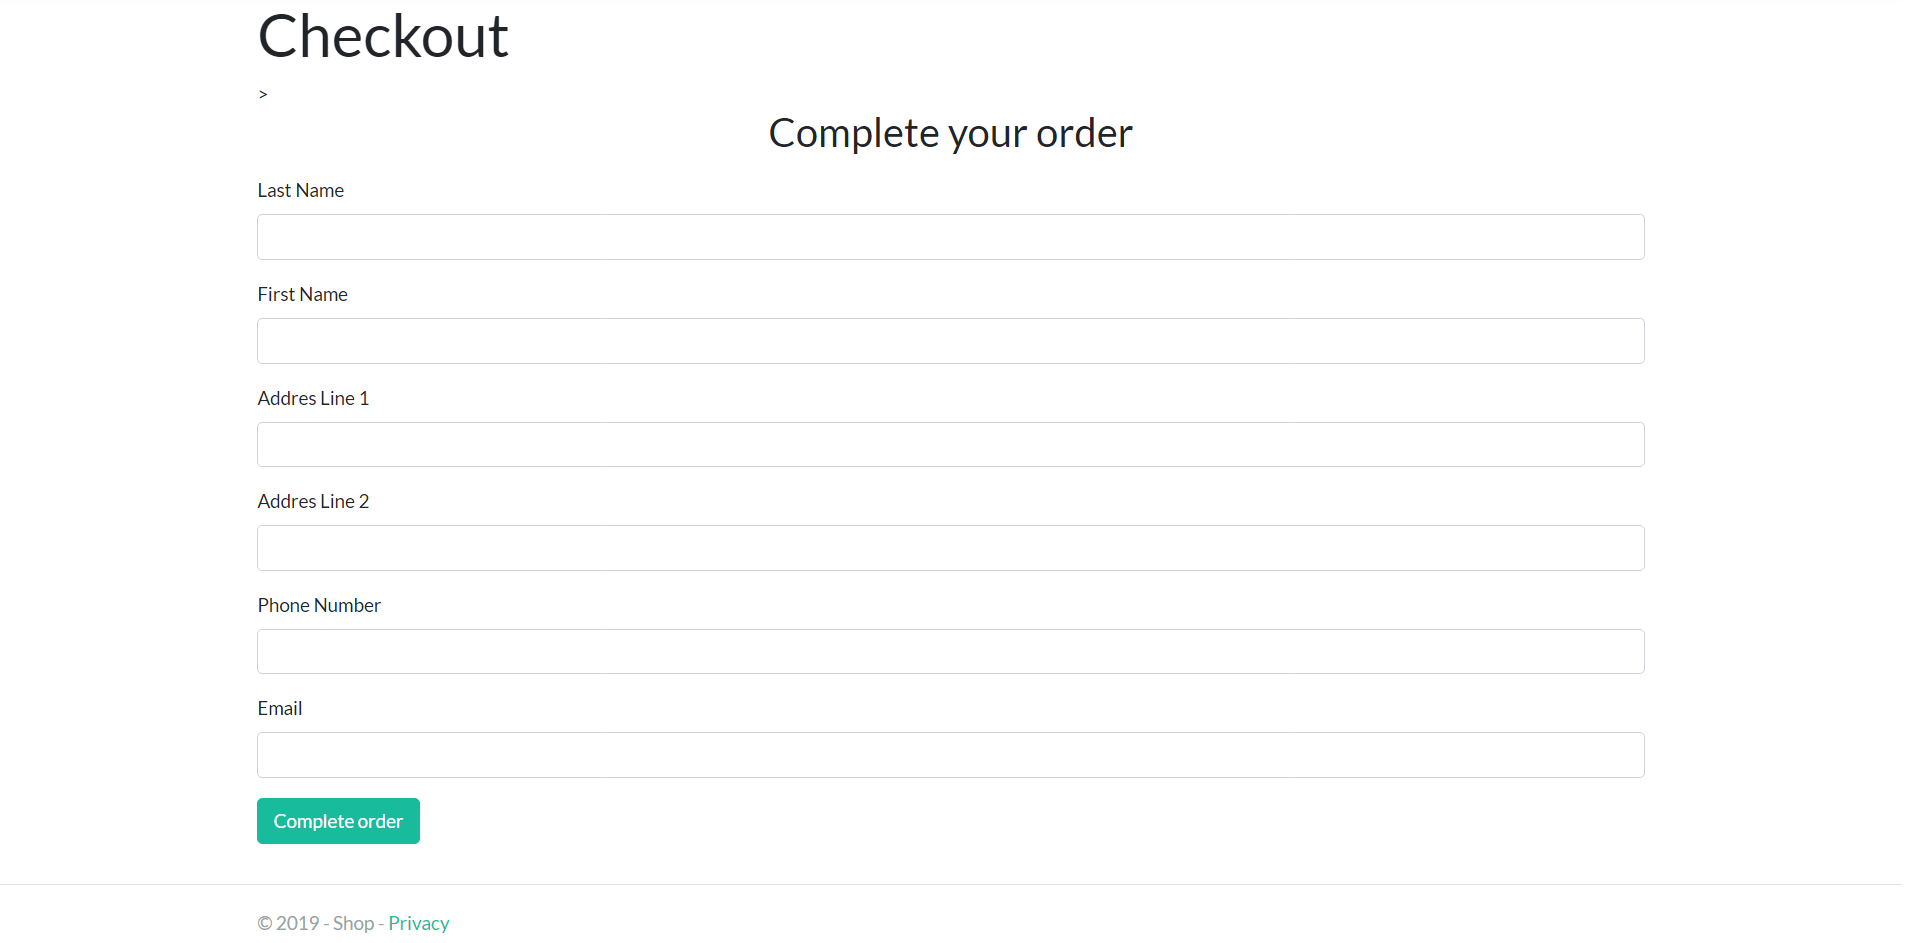 Checkout
>
Complete your order
Last Name
First Name
Addres Line 1
Addres Line 2
Phone Number
Email
Complete order
© 2019 - Shop - Privacy